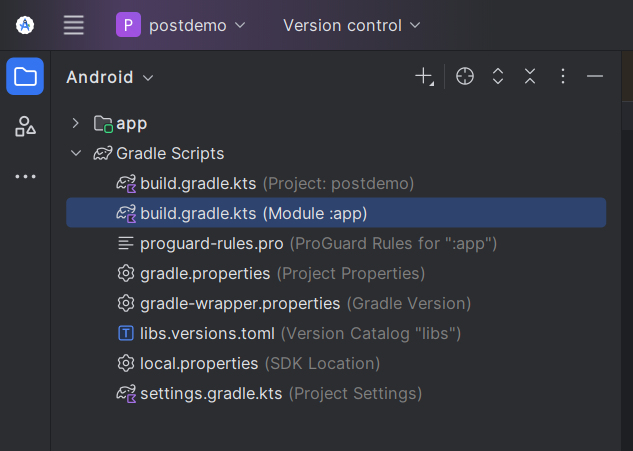 P postdemo Version control
Android
app
Gradle Scripts
build.gradle.kts (Project: postdemo)
build.gradle.kts (Module :app)
proguard-rules.pro (ProGuard Rules for ":app")
gradle.properties (Project Properties)
gradle-wrapper.properties (Gradle Version)
T libs.versions.toml (Version Catalog "libs")
local.properties (SDK Location)
settings.gradle.kts (Project Settings)